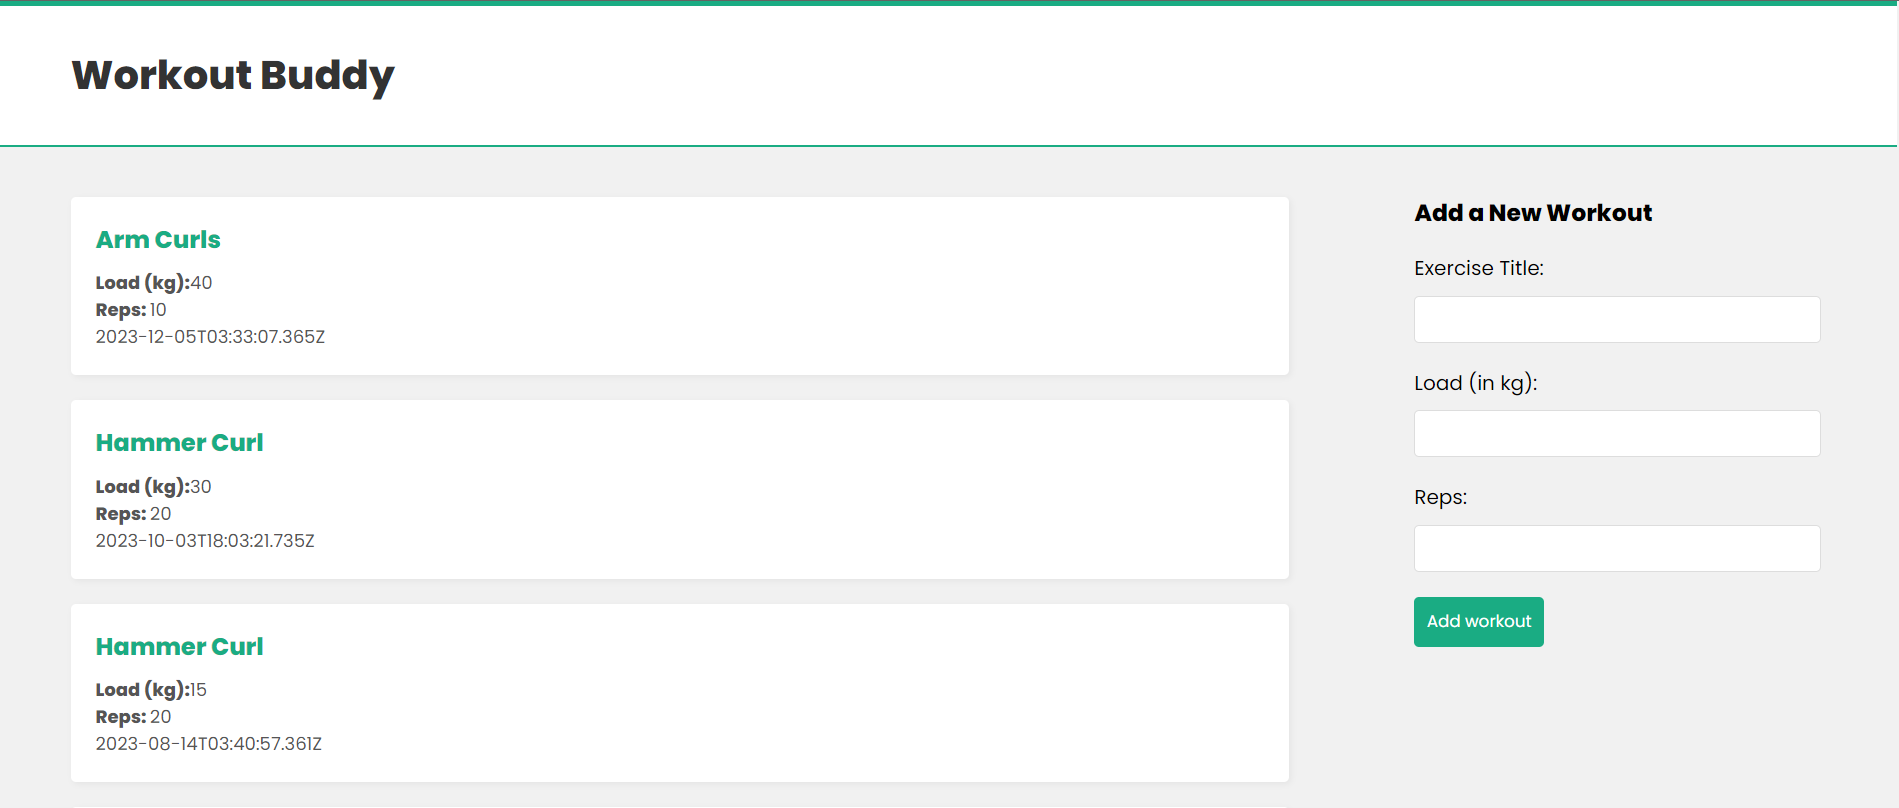 Workout Buddy
Arm Curls
Load (kg):40
Reps: 10
2023-12-05T03:33:07.365Z
Hammer Curl
Load (kg):30
Reps: 20
2023-10-03T18:03:21.735Z
Hammer Curl
Load (kg):15
Reps: 20
2023-08-14T03:40:57.361Z
Add a New Workout
Exercise Title:
Load (in kg):
Reps:
Add workout